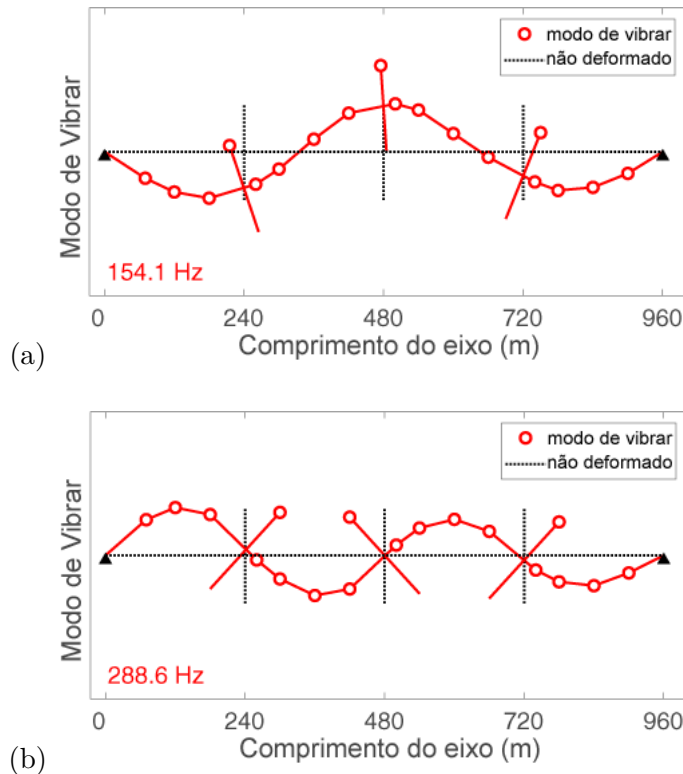 modo de vibrar
não deformado
Modo de Vibrar
154.1 Hz
0 240 480 720 960
Comprimento do eixo (m)
(a)
modo de vibrar
não deformado
Modo de Vibrar
288.6 Hz
0 240 480 720 960
Comprimento do eixo (m)
(b)